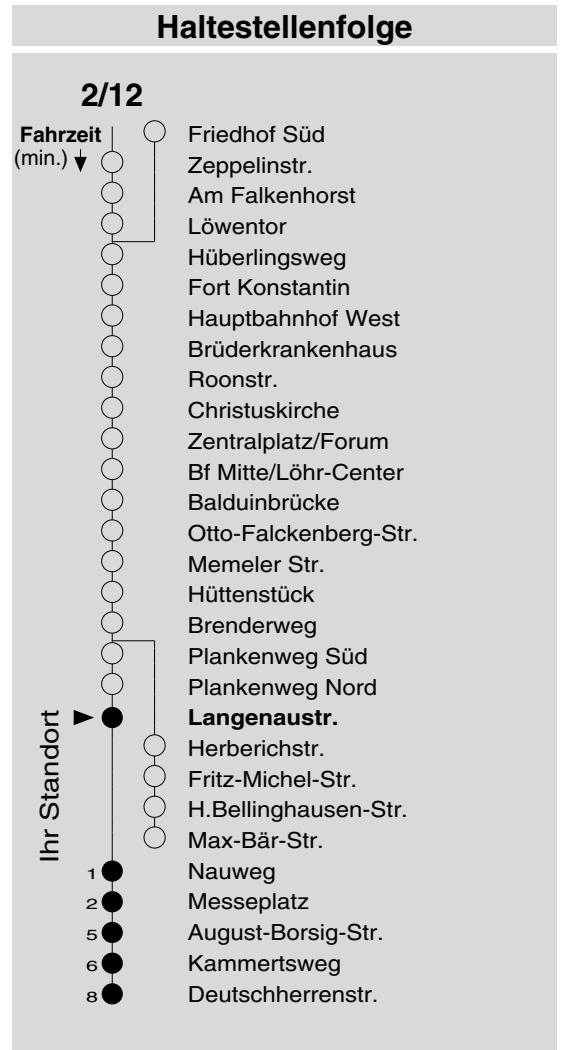 Haltestellenfolge
2/12
Fahrzeit
(min.)
Friedhof Süd
Zeppelinstr.
Am Falkenhorst
Löwentor
Hüberlingsweg
Fort Konstantin
Hauptbahnhof West
Brüderkrankenhaus
Roonstr.
Christuskirche
Zentralplatz/Forum
Bf Mitte/Löhr-Center
Balduinbrücke
Otto-Falckenberg-Str.
Memeler Str.
Hüttenstück
Brenderweg
Plankenweg Süd
Plankenweg Nord
Ihr Standort
Langenaustr.
Herberichstr.
Fritz-Michel-Str.
H.Bellinghausen-Str.
Max-Bär-Str.
1 Nauweg
2 Messeplatz
5 August-Borsig-Str.
6 Kammertsweg
8 Deutschherrenstr.